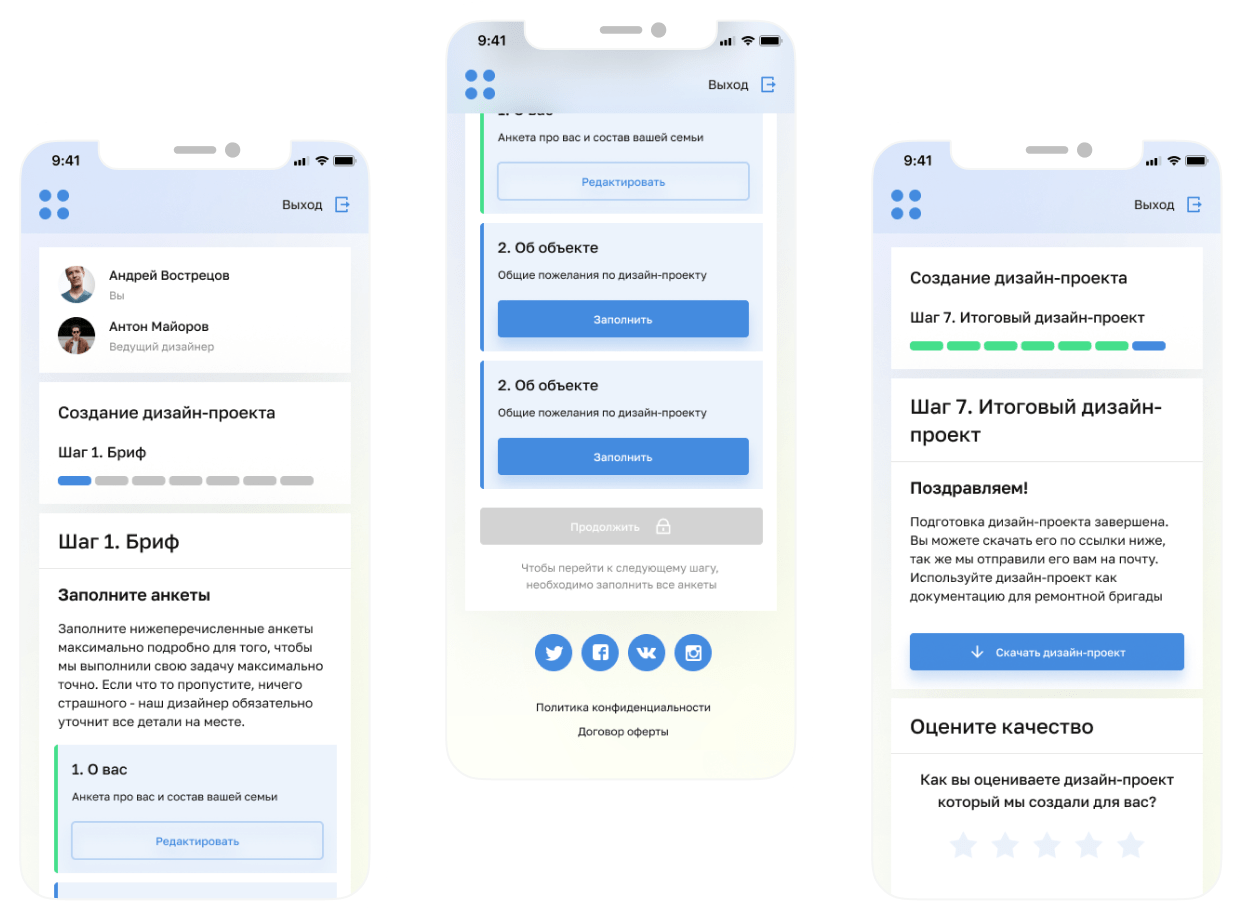 9:41
Выход
Андрей Вострецов
Вы
Антон Майоров
Ведущий дизайнер
Создание дизайн-проекта
Шаг 1. Бриф
Шаг 1. Бриф
Заполните анкеты
Заполните нижеперечисленные анкеты
максимально подробно для того, чтобы
мы выполнили свою задачу максимально
точно. Если что то пропустите, ничего
страшного - наш дизайнер обязательно
уточнит все детали на месте.
1. О вас
Анкета про вас и состав вашей семьи
Редактировать
9:41
Выход
1. О вас
Анкета про вас и состав вашей семьи
Редактировать
2. Об объекте
Общие пожелания по дизайн-проекту
Заполнить
2. Об объекте
Общие пожелания по дизайн-проекту
Заполнить
Продолжить
Чтобы перейти к следующему шагу,
необходимо заполнить все анкеты
Политика конфиденциальности
Договор оферты
9:41
Выход
Создание дизайн-проекта
Шаг 7. Итоговый дизайн-проект
Шаг 7. Итоговый дизайн-
проект
Поздравляем!
Подготовка дизайн-проекта завершена.
Вы можете скачать его по ссылки ниже,
так же мы отправили его вам на почту.
Используйте дизайн-проект как
документацию для ремонтной бригады
Скачать дизайн-проект
Оцените качество
Как вы оцениваете дизайн-проект
который мы создали для вас?